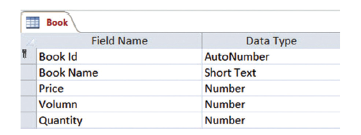 Book
Field Name Data Type
Book Id AutoNumber
Book Name Short Text
Price Number
Volumn Number
Quantity Number